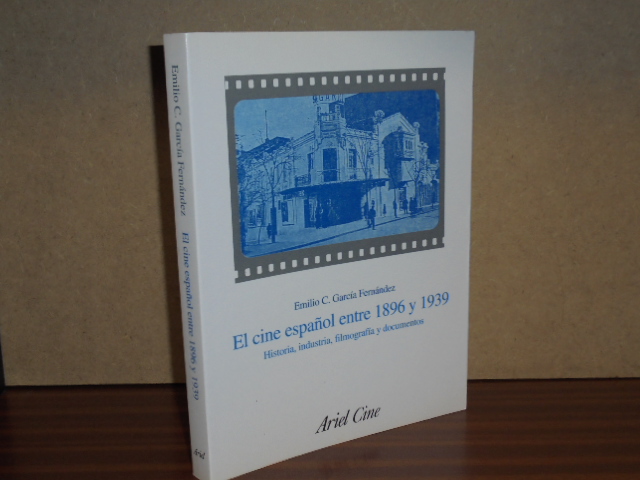 Emilio C. García Fernández
El cine español entre 1896 y 1939
Historia, industria, filmografía y documentos
Ariel Cine
Emilio C. García Fernández El cine español entre 1896 y 1939
Ariel